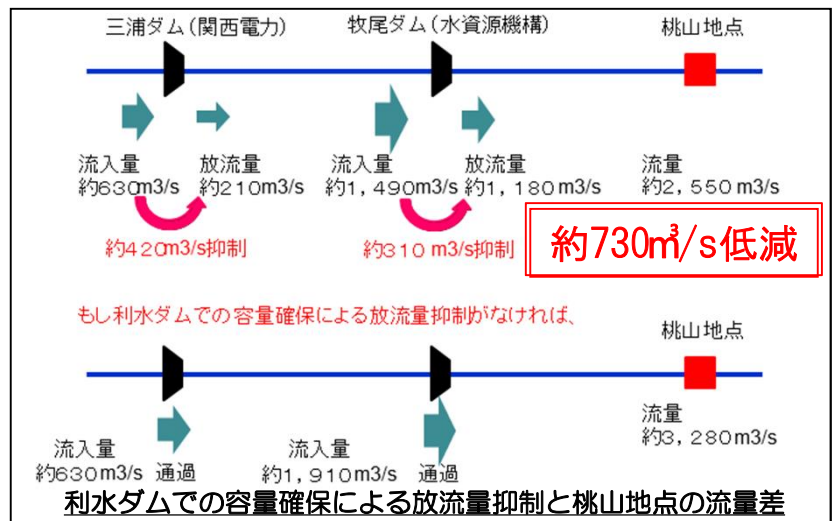 三浦ダム(関西電力) 牧尾ダム(水資源機構) 桃山地点
流入量 放流量 流入量 放流量 流量
約630m3/s 約210m3/s 約1,490m3/s 約1,180m3/s 約2,550m3/s
約420m3/s抑制 約310m3/s抑制
約730㎥/s低減
もし利水ダムでの容量確保による放流量抑制がなければ、
桃山地点
流量
約3,280m3/s
流入量 流入量
約630m3/s 通過 約1,910m3/s 通過
利水ダムでの容量確保による放流量抑制と桃山地点の流量差